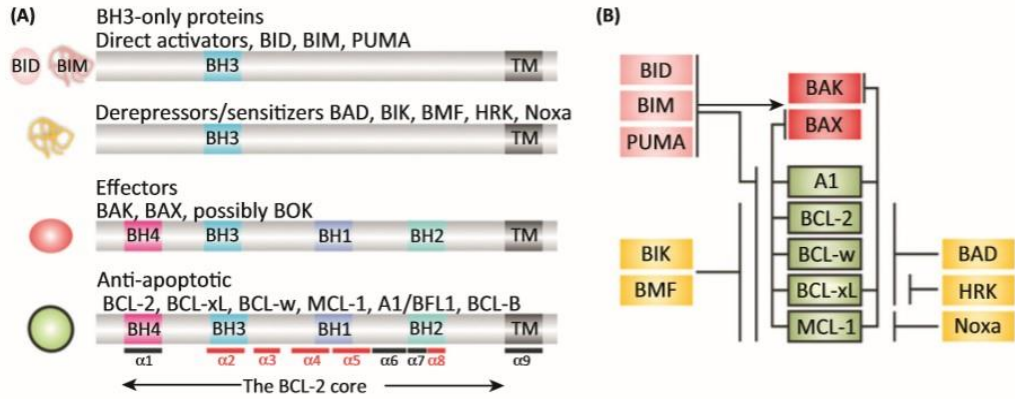 (A)
BH3-only proteins
Direct activators, BID, BIM, PUMA
BID BIM BH3 TM
Derepressors/sensitizers BAD, BIK, BMF, HRK, Noxa
BH3 TM
Effectors
BAK, BAX, possibly BOK
BH4 BH3 BH1 BH2 TM
Anti-apoptotic
BCL-2, BCL-xL, BCL-w, MCL-1, A1/BFL1, BCL-B
BH4 BH3 BH1 BH2 TM
α1 α2 α3 α4 α5 α6 α7 α8 α9
The BCL-2 core
(B)
BID
BIM
PUMA
BAK
BAX
A1
BCL-2
BCL-w
BCL-xL
MCL-1
BIK
BMF
BAD
HRK
Noxa